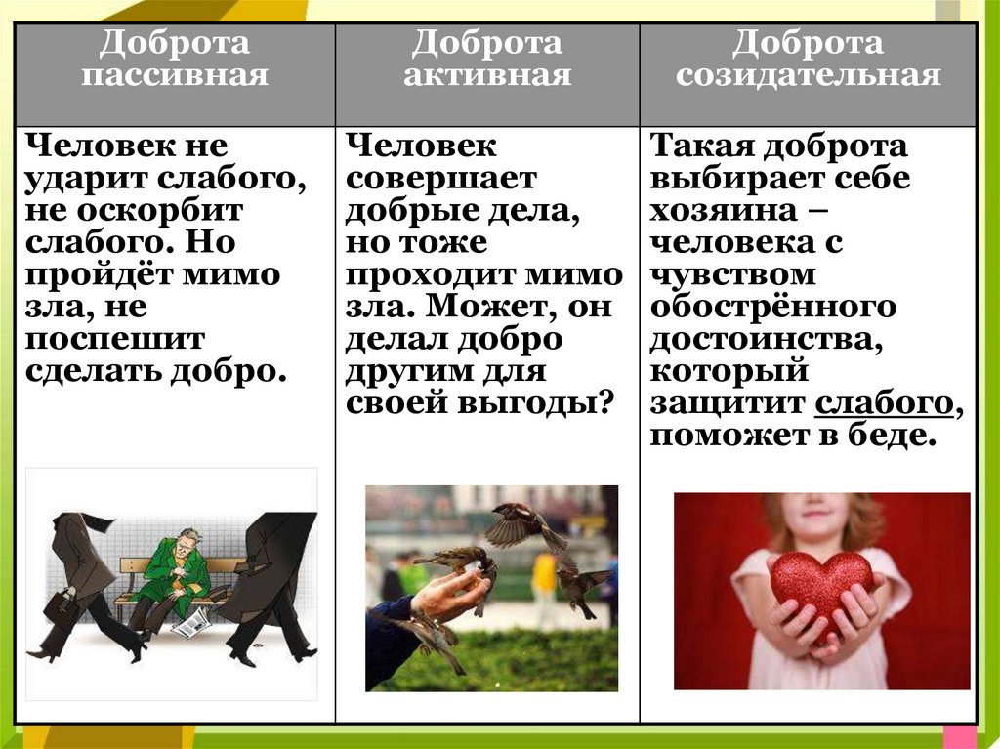 Доброта
пассивная
Доброта
активная
Доброта
созидательная
Человек не
ударит слабого,
не оскорбит
слабого. Но
пройдёт мимо
зла, не
поспешит
сделать добро.
Человек
совершает
добрые дела,
но тоже
проходит мимо
зла. Может, он
делал добро
другим для
своей выгоды?
Такая доброта
выбирает себе
хозяина –
человека с
чувством
обострённого
достоинства,
который
защитит слабого,
поможет в беде.